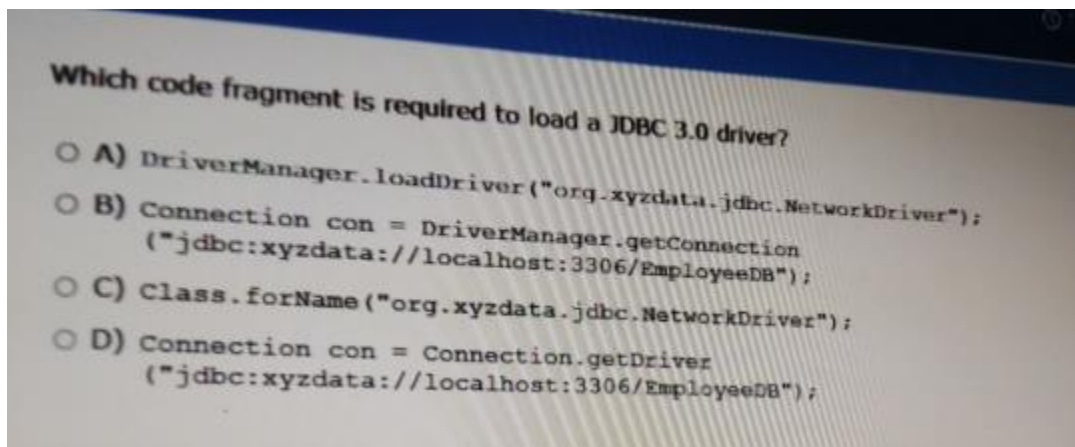 Which code fragment is required to load a JDBC 3.0 driver?
A) DriverManager.loadDriver("org.xyzdata.jdbc.NetworkDriver");
B) Connection con = DriverManager.getConnection
("jdbc:xyzdata://localhost:3306/EmployeeDB");
C) Class.forName("org.xyzdata.jdbc.NetworkDriver");
D) Connection con = Connection.getDriver
("jdbc:xyzdata://localhost:3306/EmployeeDB");